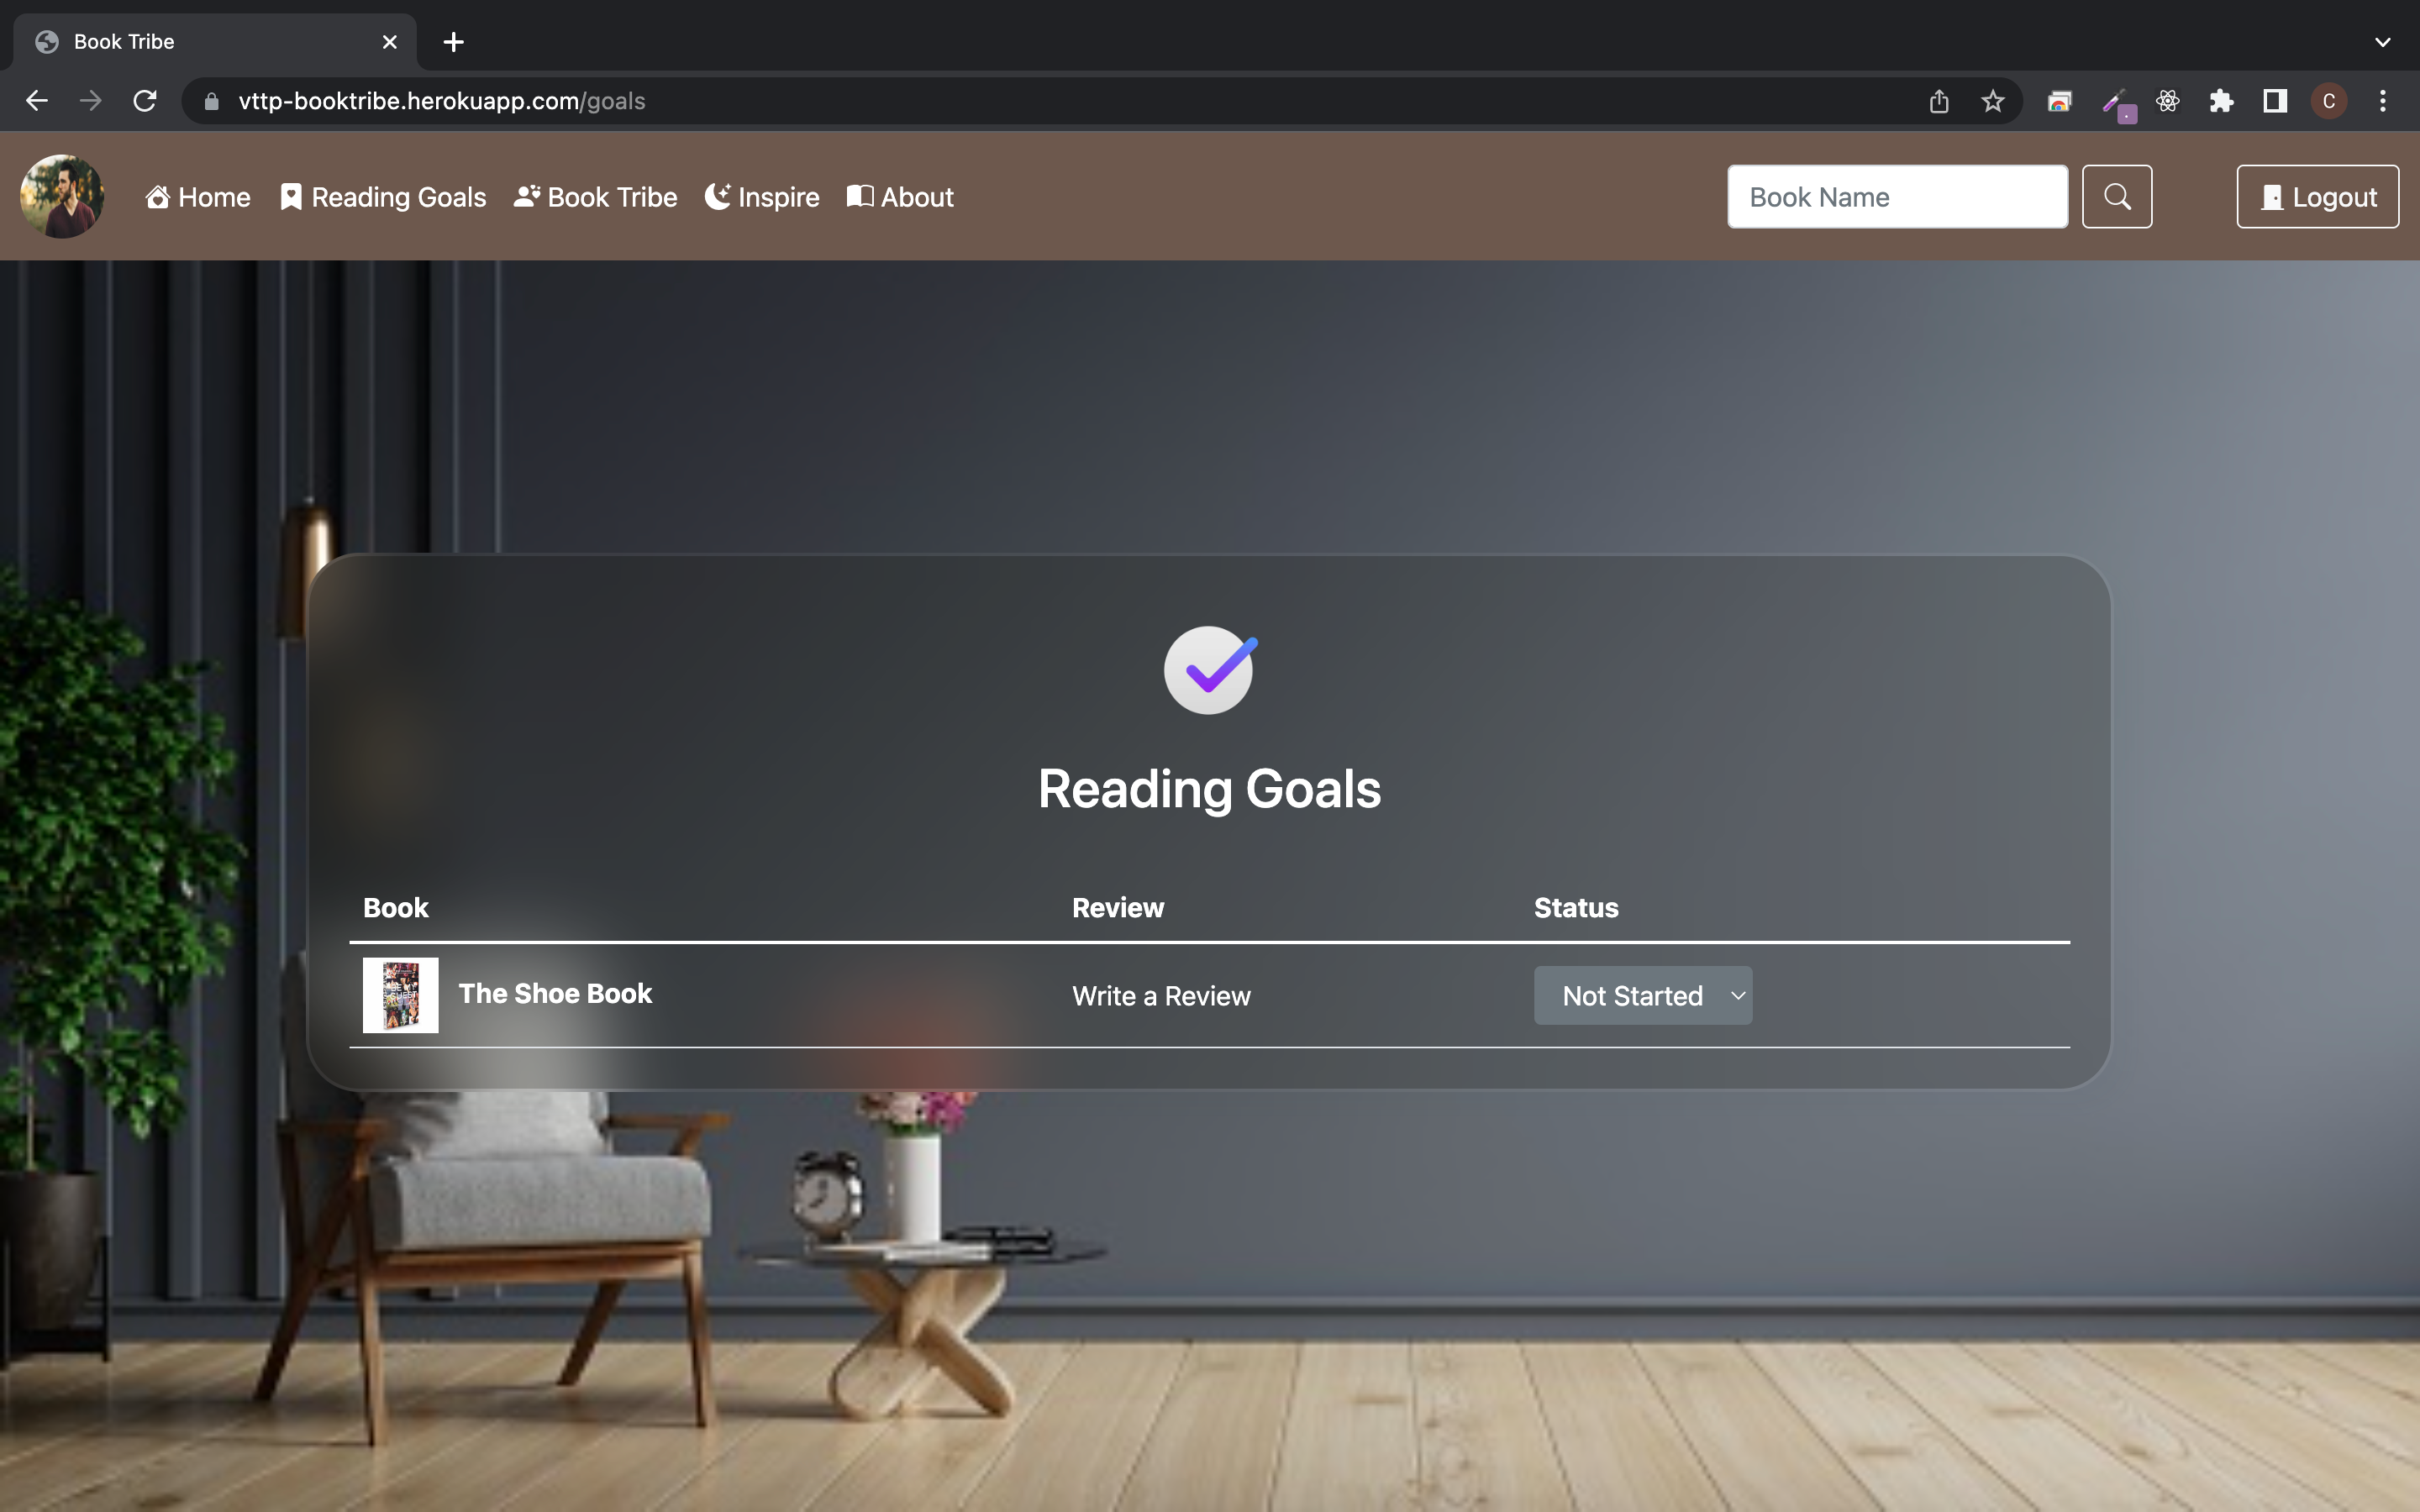 Book Tribe
vttp-booktribe.herokuapp.com/goals
C
Home Reading Goals Book Tribe Inspire About Book Name Logout
Reading Goals
Book Review Status
The Shoe Book Write a Review Not Started